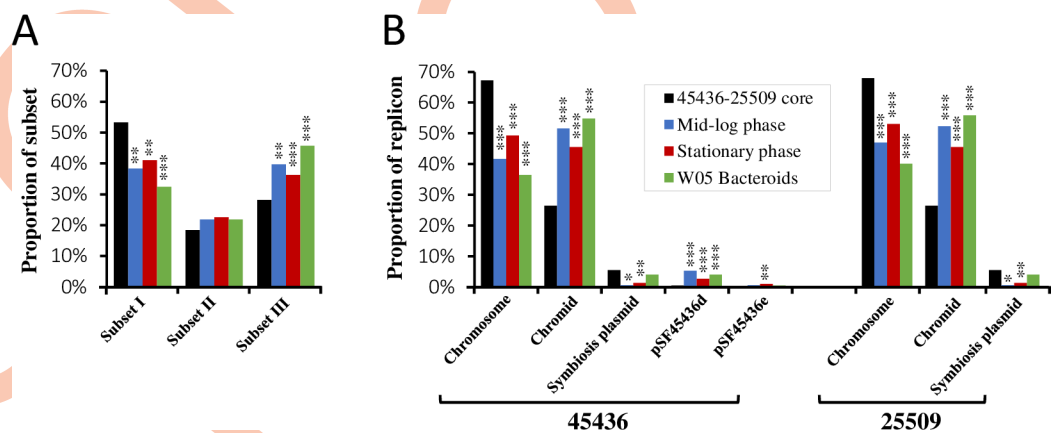 A
B
Proportion of subset
70%
60%
50%
40%
30%
20%
10%
0%
** ** ***
** *** ***
Subset I
Subset II
Subset III
Proportion of replicon
70%
60%
50%
40%
30%
20%
10%
0%
45436-25509 core
Mid-log phase
Stationary phase
W05 Bacteroids
*** *** ***
*** *** ***
* **
*** *** ***
**
*** *** ***
*** *** ***
* **
Chromosome
Chromid
Symbiosis plasmid
pSF45436d
pSF45436e
Chromosome
Chromid
Symbiosis plasmid
45436
25509